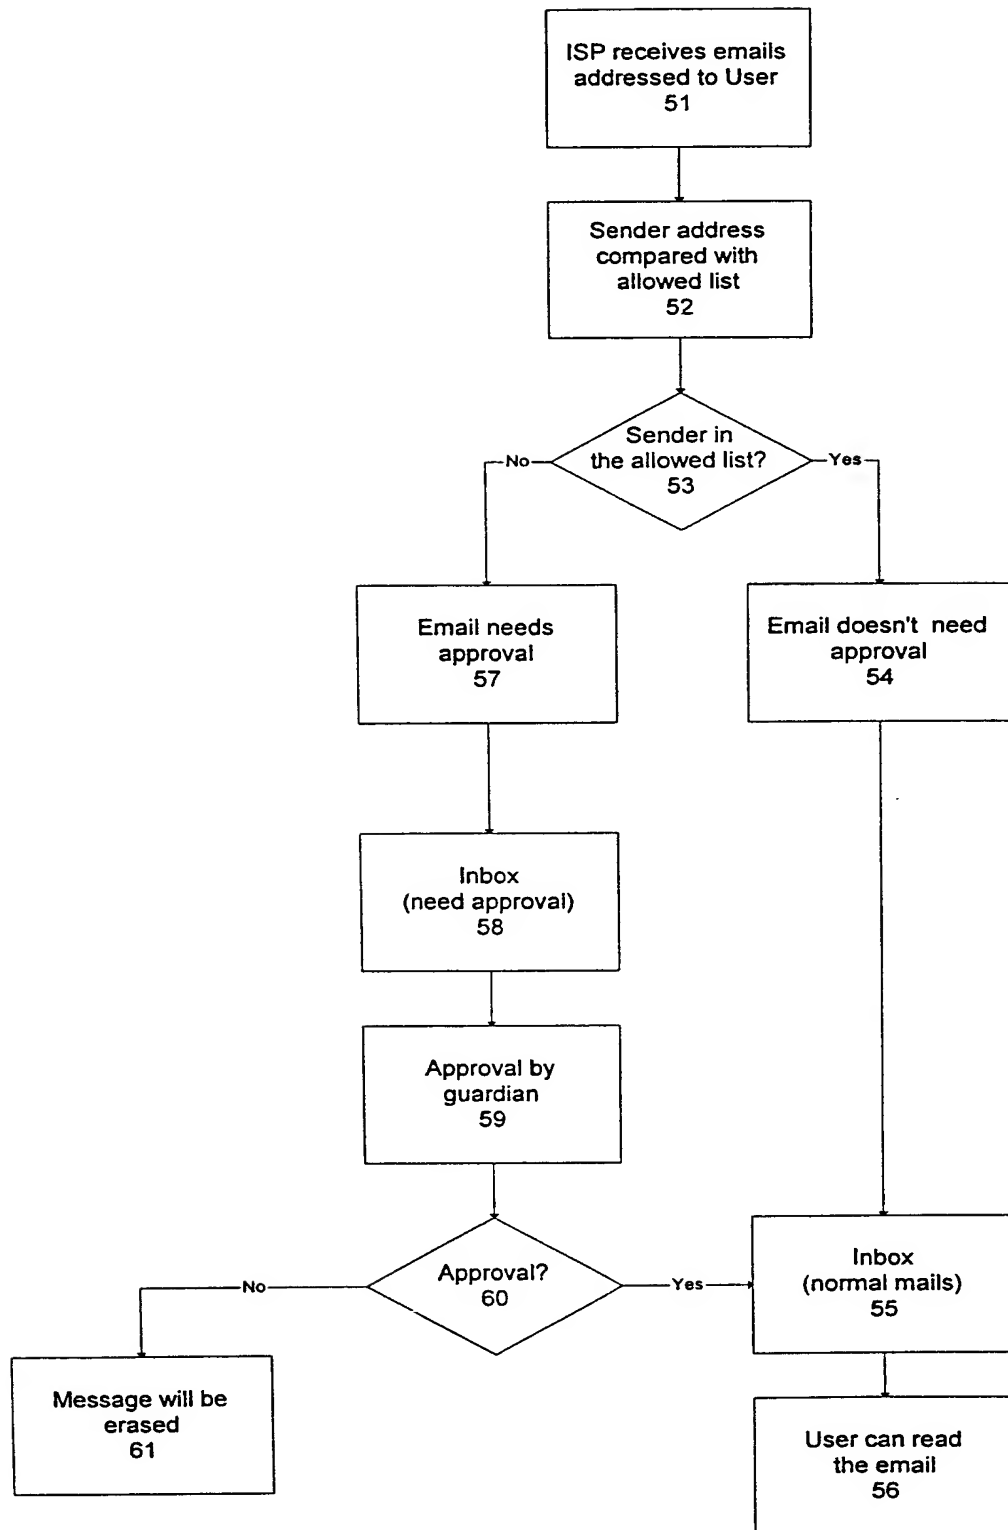 ISP receives emails
addressed to User
51
Sender address
compared with
allowed list
52
Sender in
the allowed list?
53
No
Yes
Email needs
approval
57
Email doesn't need
approval
54
Inbox
(need approval)
58
Approval by
guardian
59
Approval?
60
No
Yes
Inbox
(normal mails)
55
Message will be
erased
61
User can read
the email
56